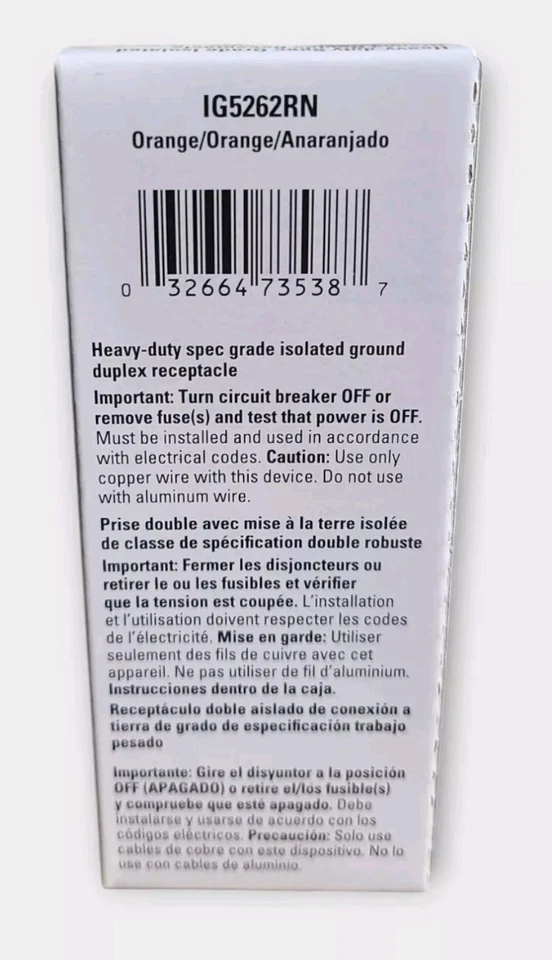 Heavy-duty Spec Grade Isolated
IG5262RN
Orange/Orange/Anaranjado
0 32664 73538 7
Heavy-duty spec grade isolated ground
duplex receptacle
Important: Turn circuit breaker OFF or
remove fuse(s) and test that power is OFF.
Must be installed and used in accordance
with electrical codes. Caution: Use only
copper wire with this device. Do not use
with aluminum wire.
Prise double avec mise à la terre isolée
de classe de spécification double robuste
Important: Fermer les disjoncteurs ou
retirer le ou les fusibles et vérifier
que la tension est coupée. L'installation
et l'utilisation doivent respecter les codes
de l'électricité. Mise en garde: Utiliser
seulement des fils de cuivre avec cet
appareil. Ne pas utiliser de fil d'aluminium.
Instrucciones dentro de la caja.
Receptáculo doble aislado de conexión a
tierra de grado de especificación trabajo
pesado
Importante: Gire el disyuntor a la posición
OFF (APAGADO) o retire el/los fusible(s)
y compruebe que esté apagado. Debe
instalarse y usarse de acuerdo con los
códigos eléctricos. Precaución: Solo use
cables de cobre con este dispositivo. No lo
use con cables de aluminio.